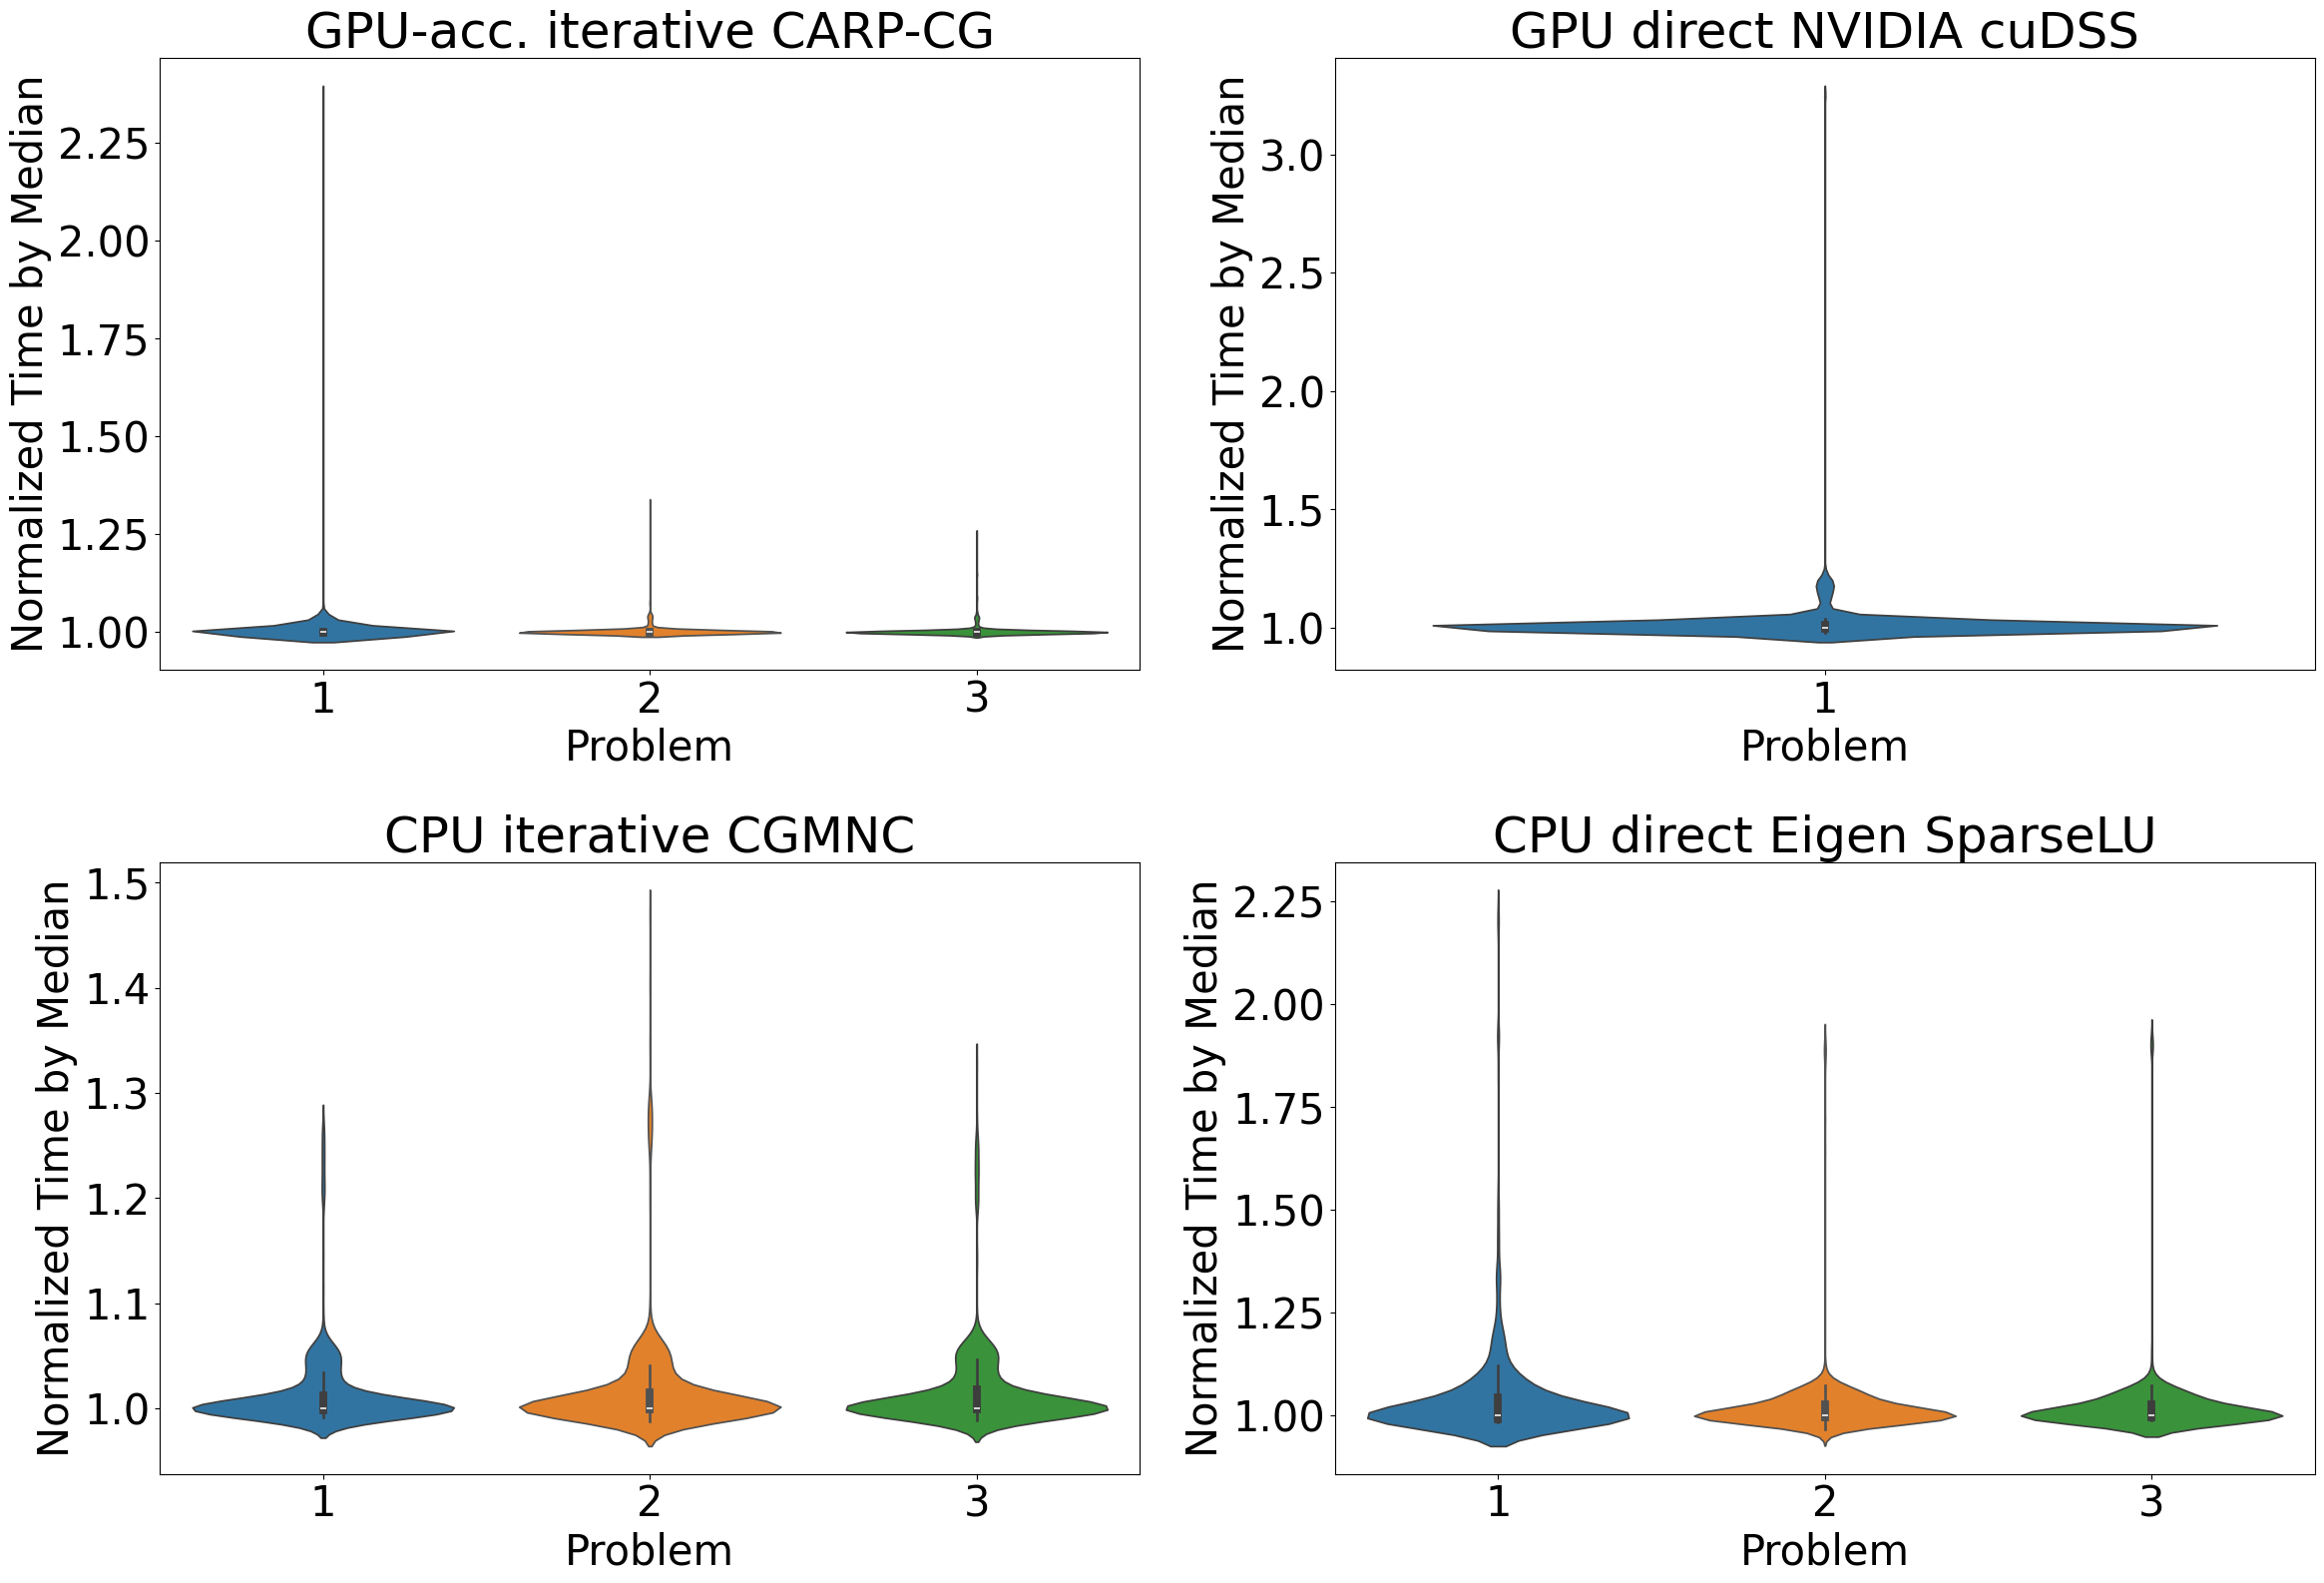 GPU-acc. iterative CARP-CG
Normalized Time by Median
2.25
2.00
1.75
1.50
1.25
1.00
1 2 3
Problem
GPU direct NVIDIA cuDSS
Normalized Time by Median
3.0
2.5
2.0
1.5
1.0
1
Problem
CPU iterative CGMNC
Normalized Time by Median
1.5
1.4
1.3
1.2
1.1
1.0
1 2 3
Problem
CPU direct Eigen SparseLU
Normalized Time by Median
2.25
2.00
1.75
1.50
1.25
1.00
1 2 3
Problem